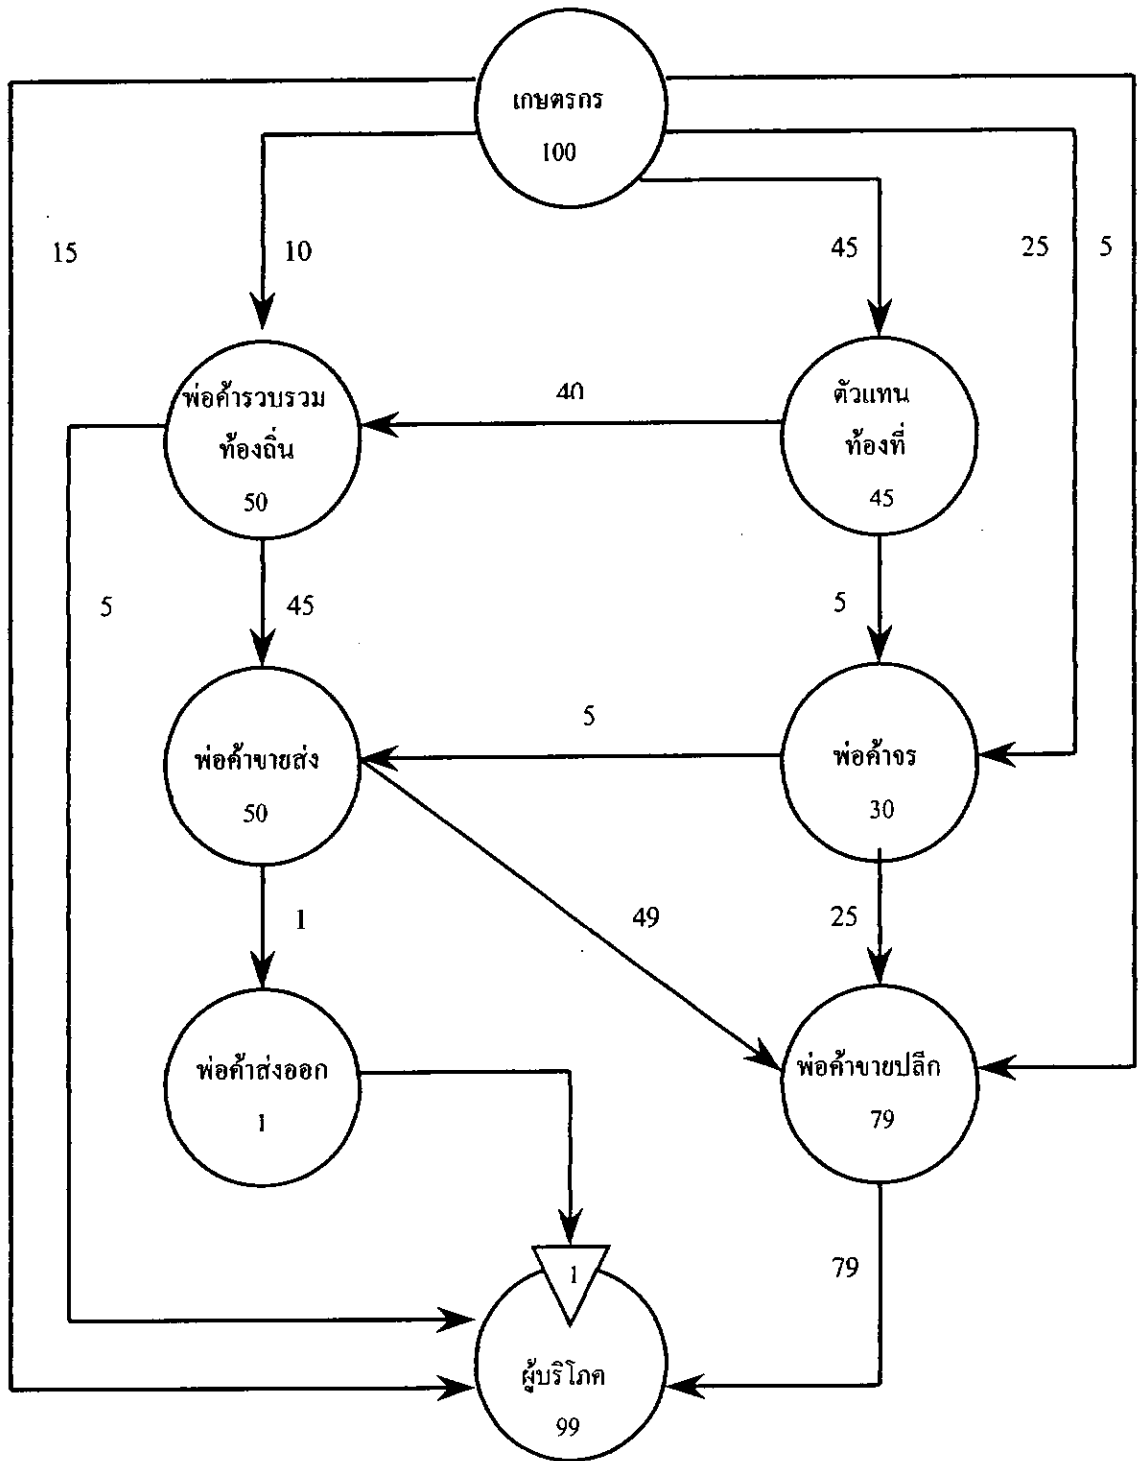 เกษตรกร
100
15
10
45
25
5
พ่อค้ารวบรวม
ท้องถิ่น
50
40
ตัวแทน
ท้องที่
45
5
45
5
พ่อค้าขายส่ง
50
5
พ่อค้าจร
30
1
49
25
พ่อค้าส่งออก
1
พ่อค้าขายปลีก
79
79
1
ผู้บริโภค
99